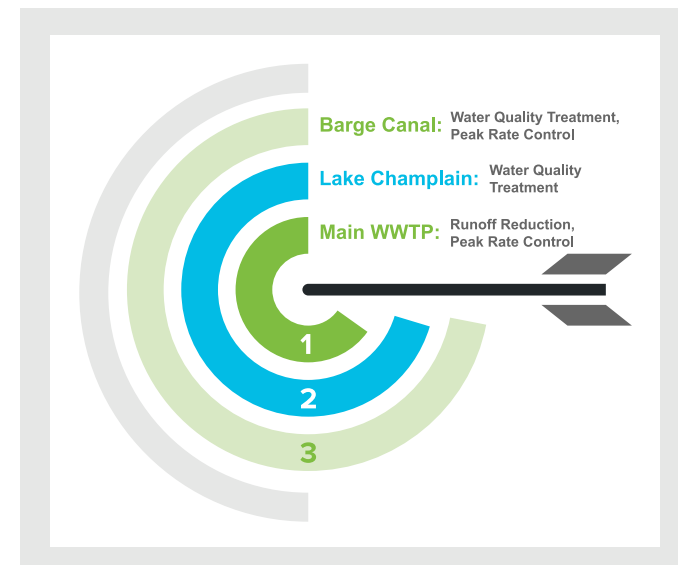 Barge Canal: Water Quality Treatment,
Peak Rate Control
Lake Champlain: Water Quality
Treatment
Main WWTP: Runoff Reduction,
Peak Rate Control
1
2
3